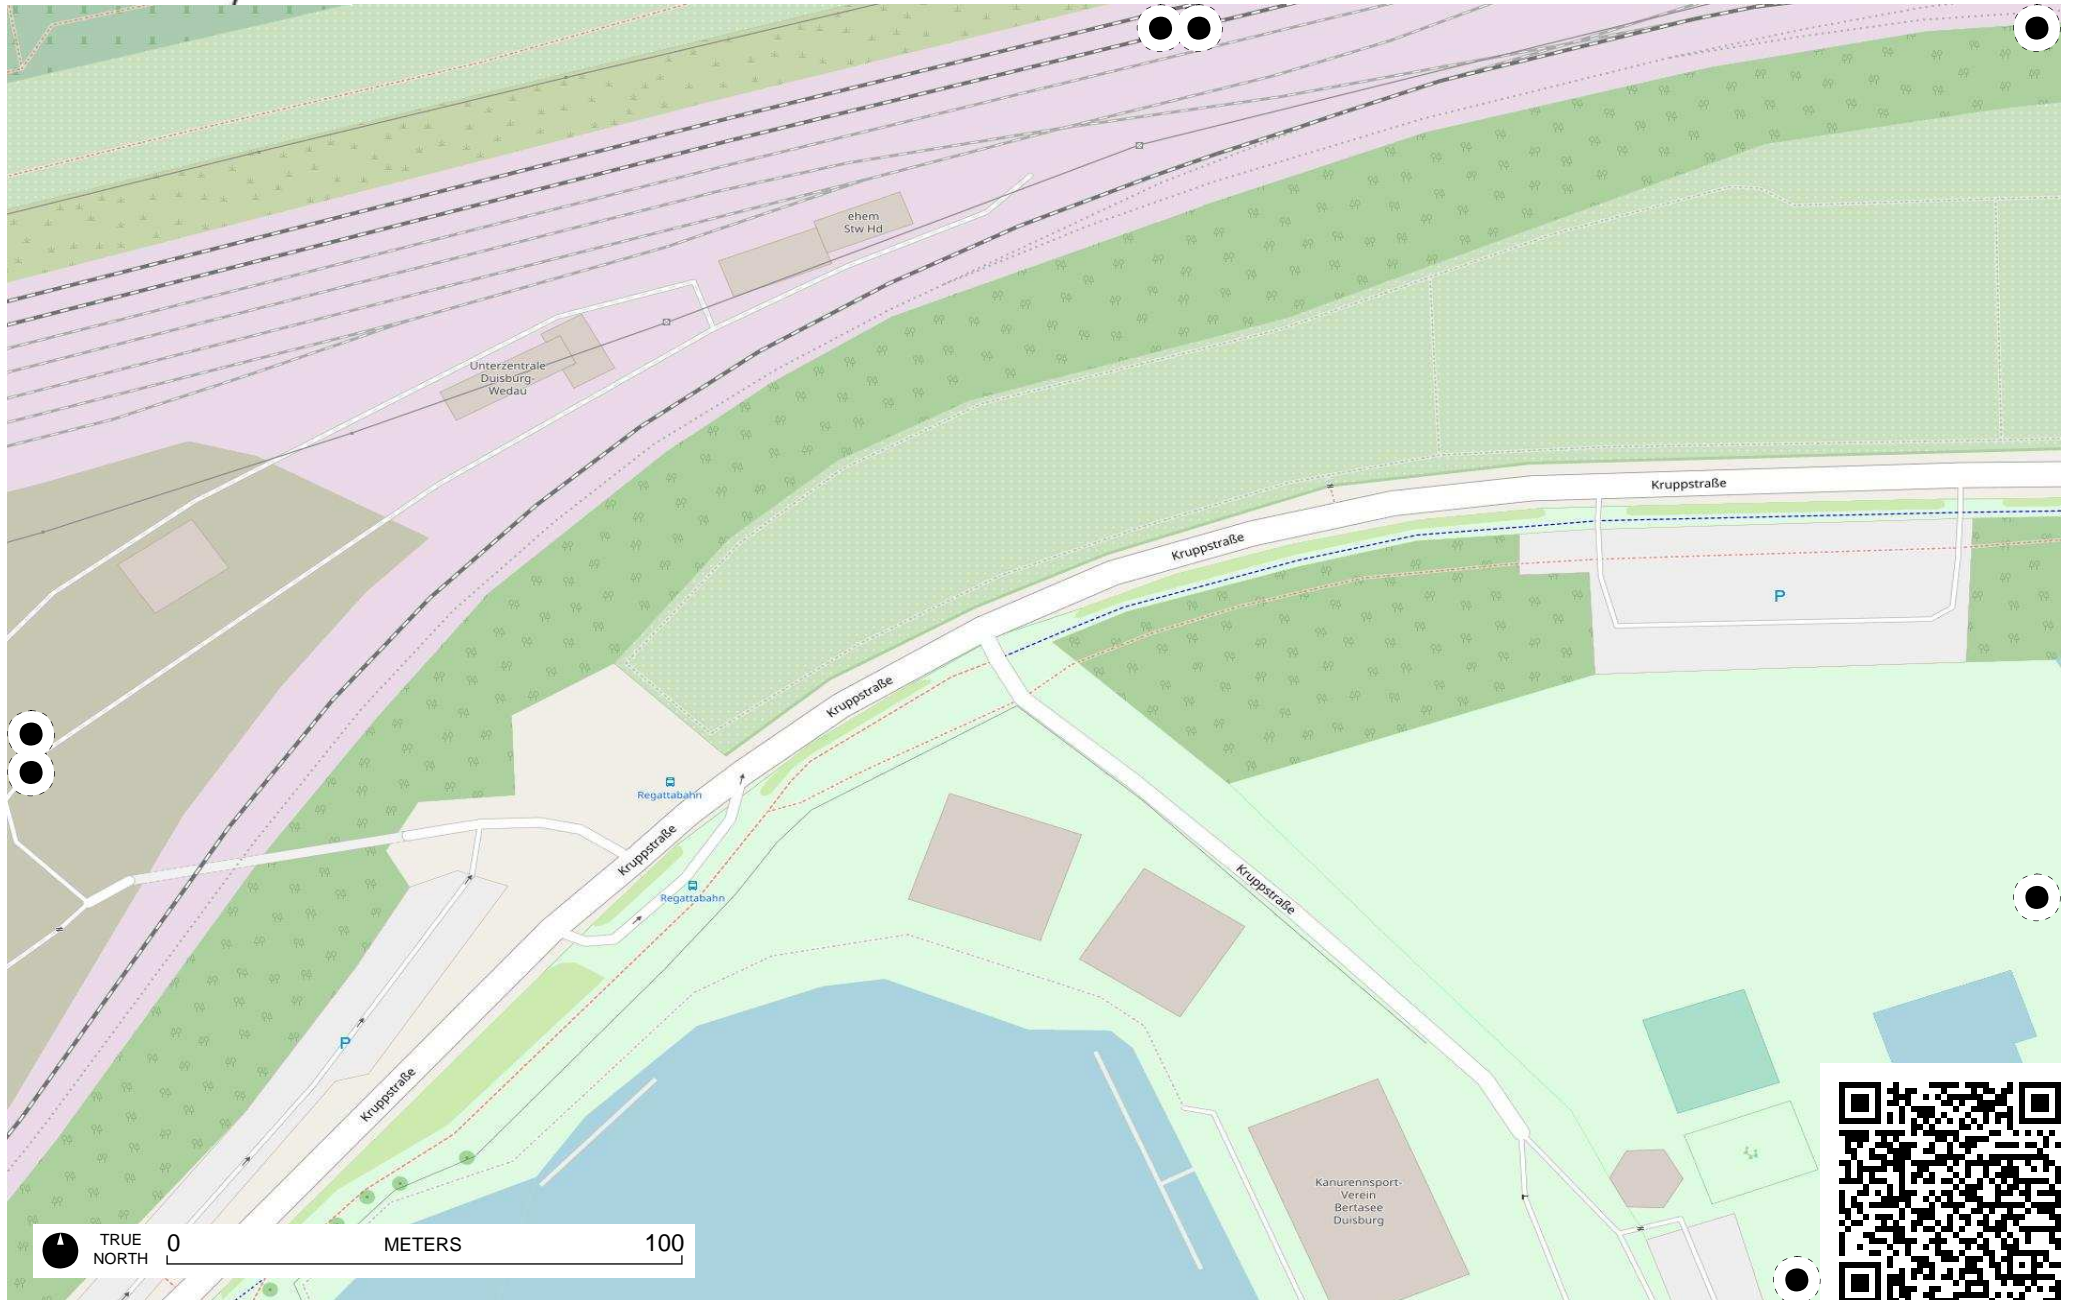 ehem
Stw Hd
Unterzentrale
Duisburg-
Wedau
Kruppstraße
Kruppstraße
P
Kruppstraße
Regattabahn
Kruppstraße
Kruppstraße
Regattabahn
P
Kruppstraße
Kanurennsport-
Verein
Bertasee
Duisburg
TRUE
NORTH
0 METERS 100